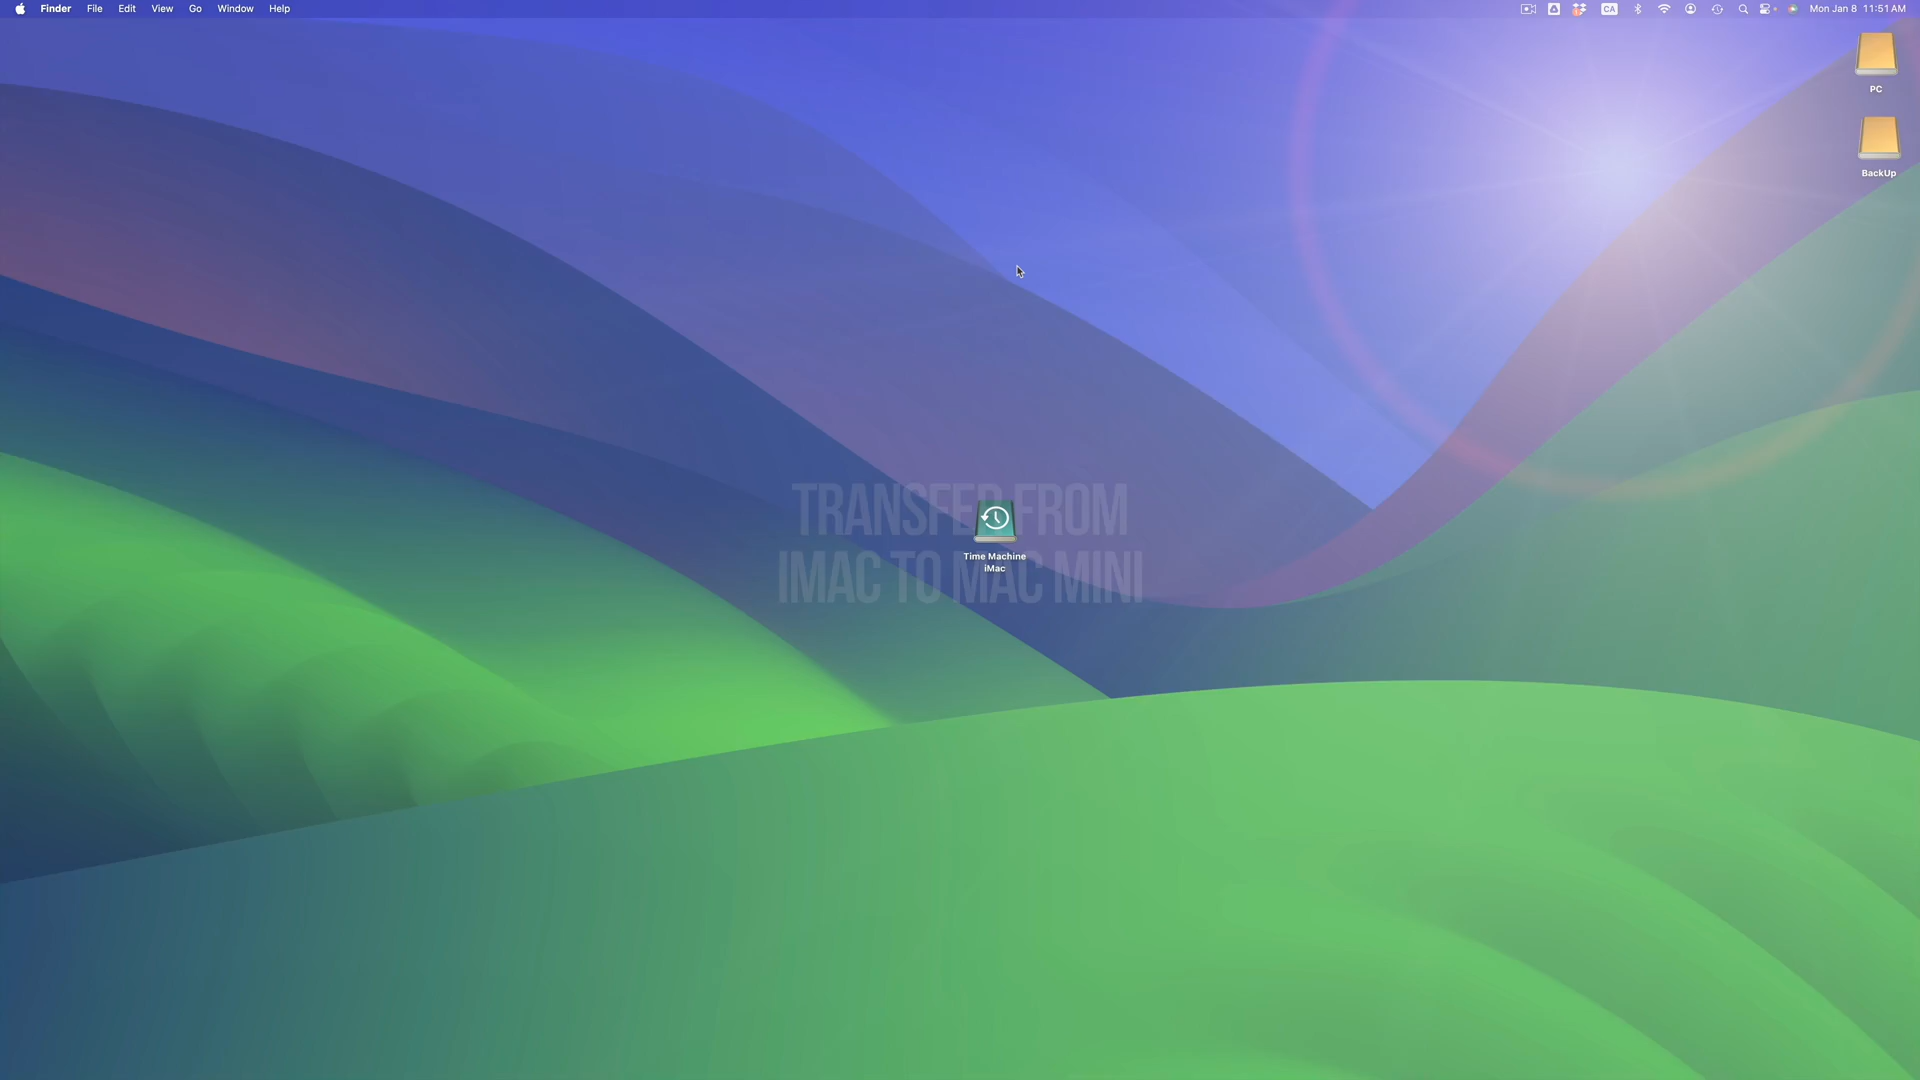 Finder File Edit View Go Window Help CA Mon Jan 8 11:51 AM
PC
BackUp
TRANSFER FROM
IMAC TO MAC MINI
Time Machine
iMac